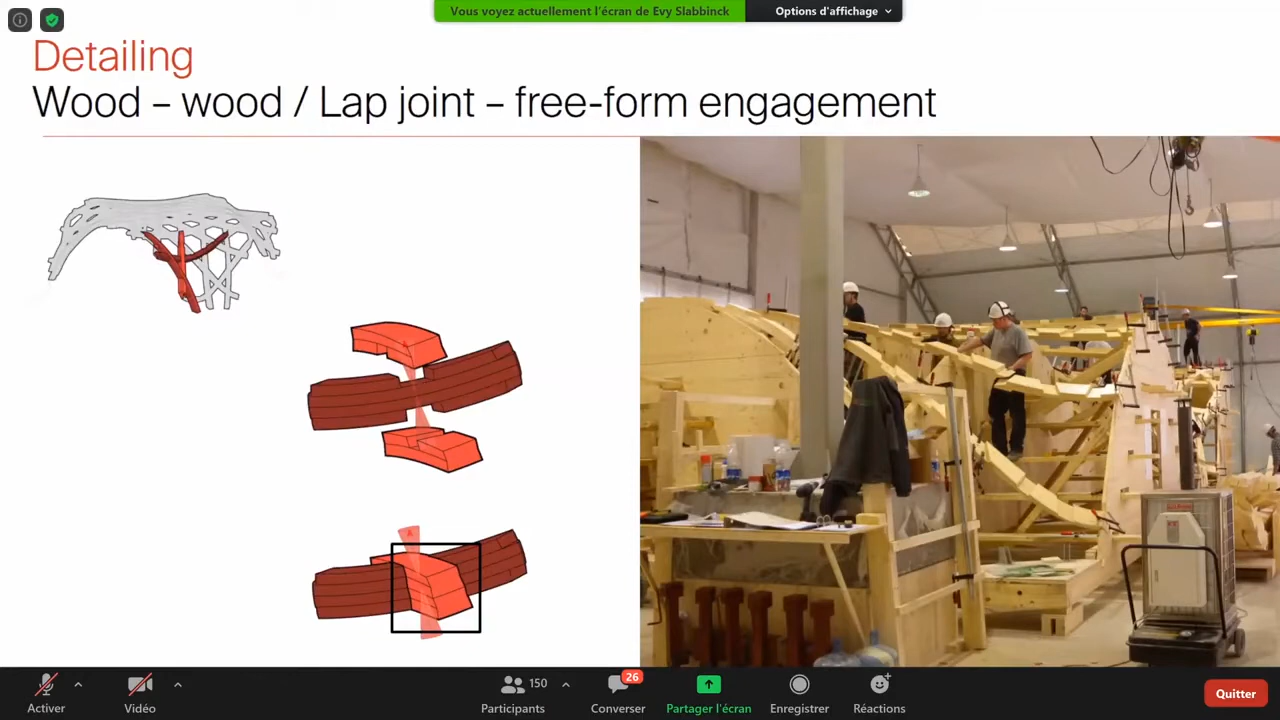 Vous voyez actuellement l'écran de Evy Slabbinck
Options d'affichage
Detailing
Wood – wood / Lap joint – free-form engagement
A
Activer
Vidéo
150
Participants
26
Converser
Partager l'écran
Enregistrer
Réactions
Quitter